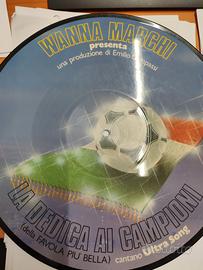 WANNA MARCHI
presenta
una produzione di Emilio
LA DEDICA AI CAMPIONI
(della FAVOLA PIU' BELLA)
cantano Ultra Song